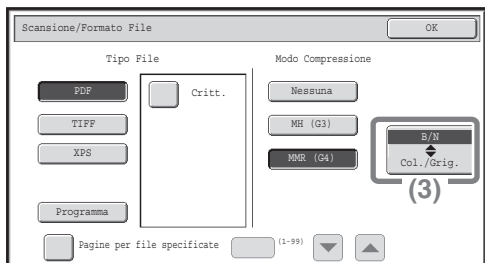 Scansione/Formato File
OK
Tipo File
Modo Compressione
PDF
Critt.
Nessuna
TIFF
MH (G3)
B/N
XPS
MMR (G4)
Col./Grig.
(3)
Programma
Pagine per file specificate
(1-99)